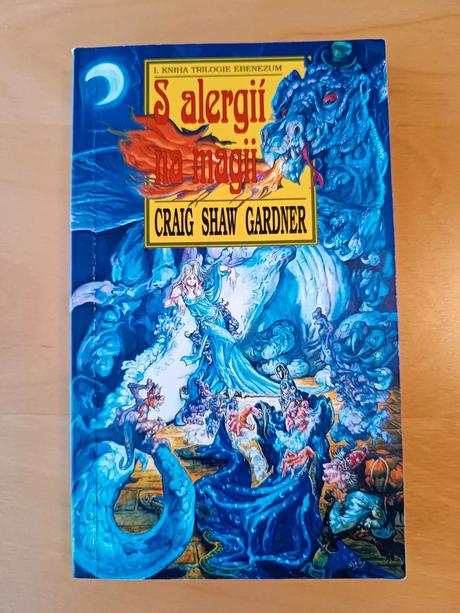 1. KNIHA TRILOGIE EBENEZUM
S alergií
na magii
CRAIG SHAW GARDNER